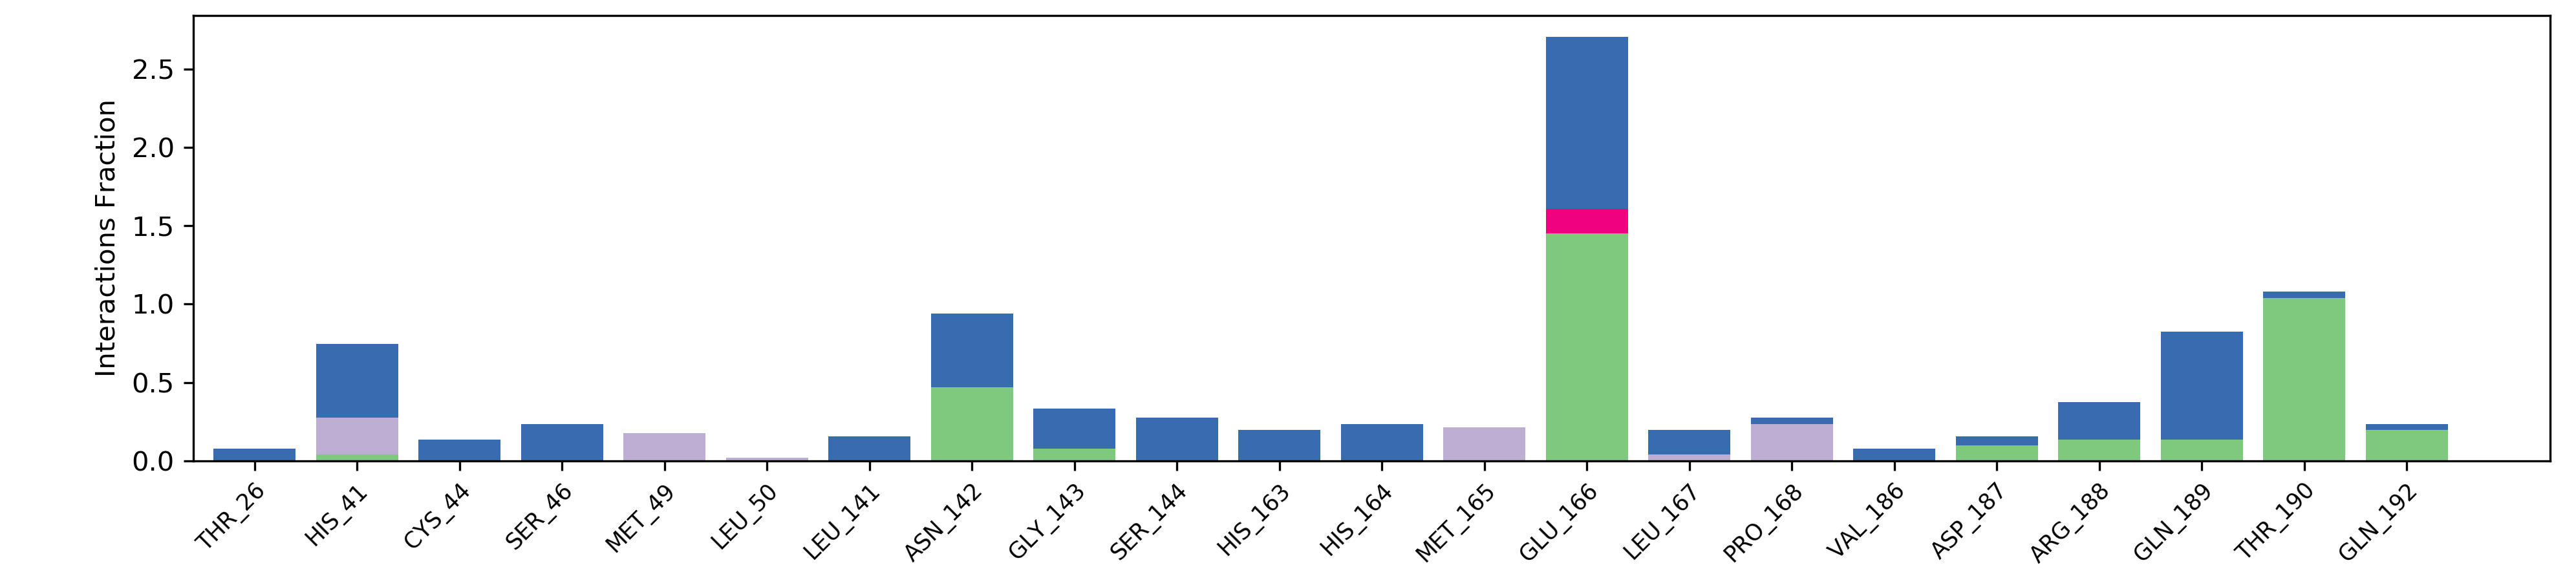 Interactions Fraction
2.5
2.0
1.5
1.0
0.5
0.0
THR_26
HIS_41
CYS_44
SER_46
MET_49
LEU_50
LEU_141
ASN_142
GLY_143
SER_144
HIS_163
HIS_164
MET_165
GLU_166
LEU_167
PRO_168
VAL_186
ASP_187
ARG_188
GLN_189
THR_190
GLN_192